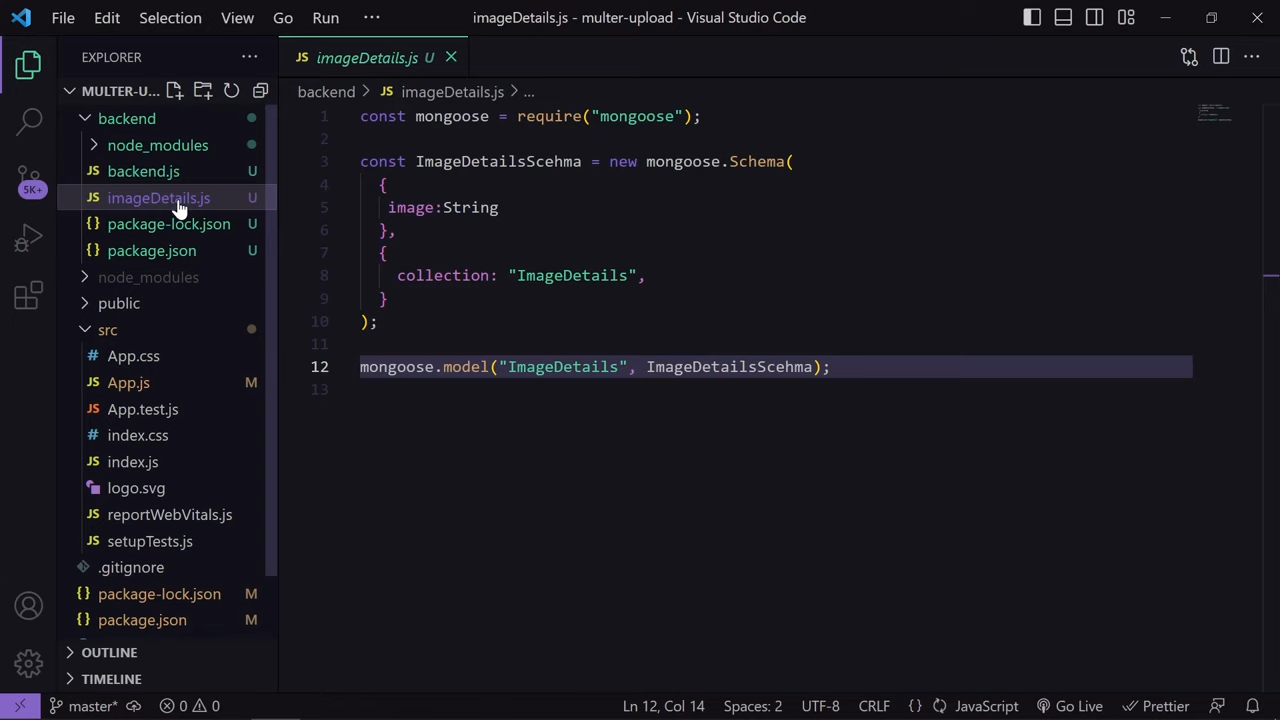 File Edit Selection View Go Run ··· imageDetails.js - multer-upload - Visual Studio Code
EXPLORER ···
MULTER-U...
backend
node_modules
JS backend.js U
JS imageDetails.js U
{} package-lock.json U
{} package.json U
node_modules
public
src
# App.css
JS App.js M
JS App.test.js
# index.css
JS index.js
logo.svg
JS reportWebVitals.js
JS setupTests.js
.gitignore
{} package-lock.json M
{} package.json M
OUTLINE
TIMELINE
5K+
JS imageDetails.js U
backend > JS imageDetails.js > ...
1 const mongoose = require("mongoose");
2
3 const ImageDetailsScehma = new mongoose.Schema(
4 {
5 image:String
6 },
7 {
8 collection: "ImageDetails",
9 }
10 );
11
12 mongoose.model("ImageDetails", ImageDetailsScehma);
13
master* 0 0 Ln 12, Col 14 Spaces: 2 UTF-8 CRLF {} JavaScript Go Live Prettier